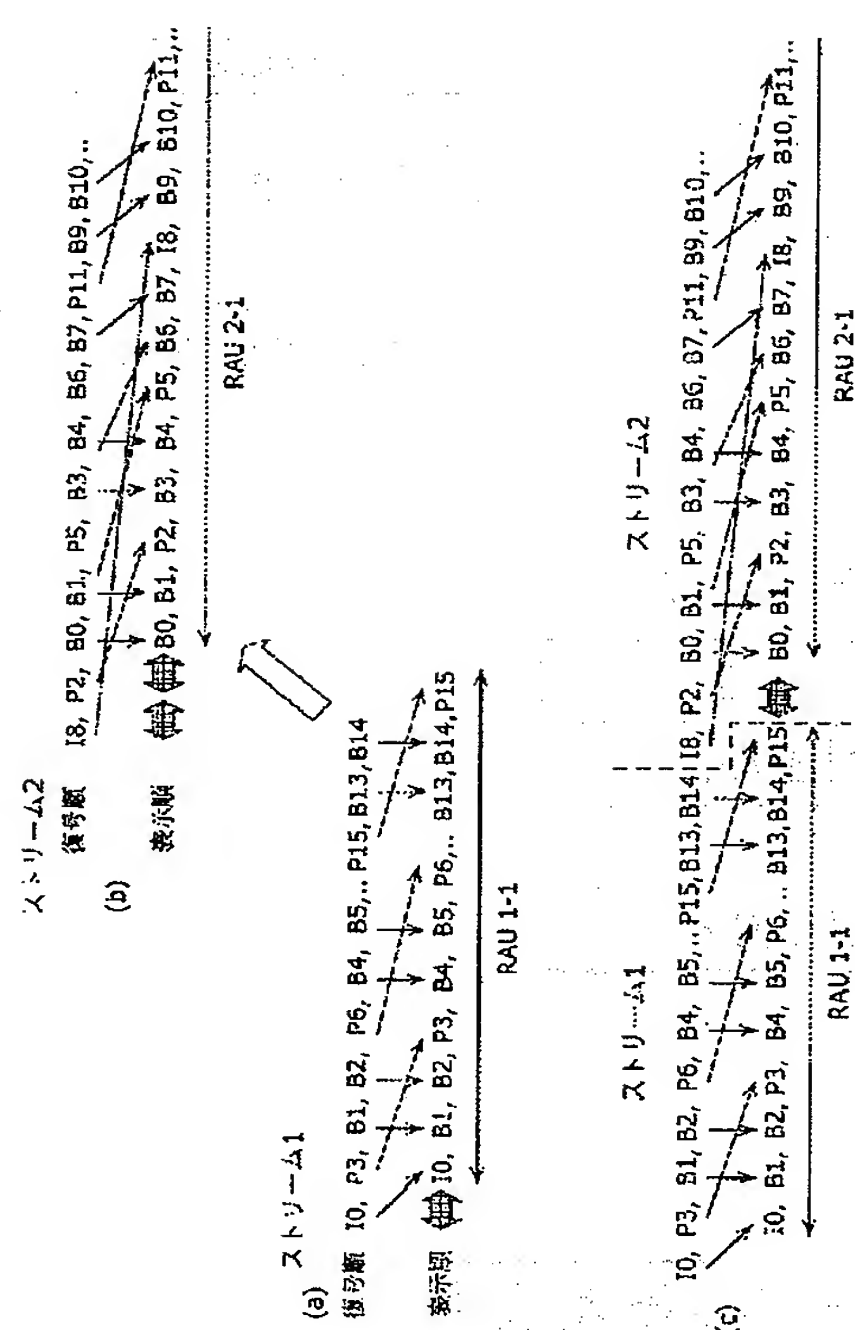 ストリーム2
復号順
I8, P2, B0, B1, P5, B3, B4, B6, B7, P11, B9, B10,..
(b)
表示順
B0, B1, P2, B3, B4, P5, B6, B7, I8, B9, B10, P11,..
RAU 2-1
ストリーム1
(a)
復号順
I0, P3, B1, B2, P6, B4, B5,.. P15, B13, B14
表示順
I0, B1, B2, P3, B4, B5, P6,.. B13, B14, P15
RAU 1-1
ストリーム1
ストリーム2
I0, P3, B1, B2, P6, B4, B5,.. P15, B13, B14
I8, P2, B0, B1, P5, B3, B4, B6, B7, P11, B9, B10,..
(c)
I0, B1, B2, P3, B4, B5, P6,.. B13, B14, P15
B0, B1, P2, B3, B4, P5, B6, B7, I8, B9, B10, P11,..
RAU 1-1
RAU 2-1